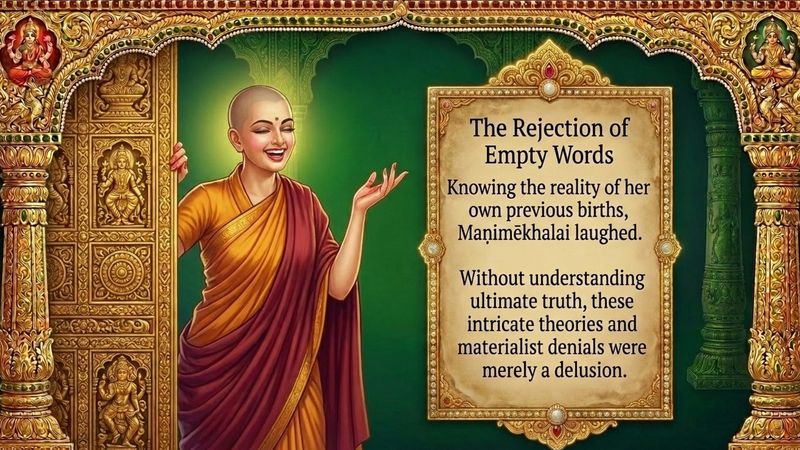 The Rejection of
Empty Words
Knowing the reality of her
own previous births,
Maṇimēkhalai laughed.
Without understanding
ultimate truth, these
intricate theories and
materialist denials were
merely a delusion.